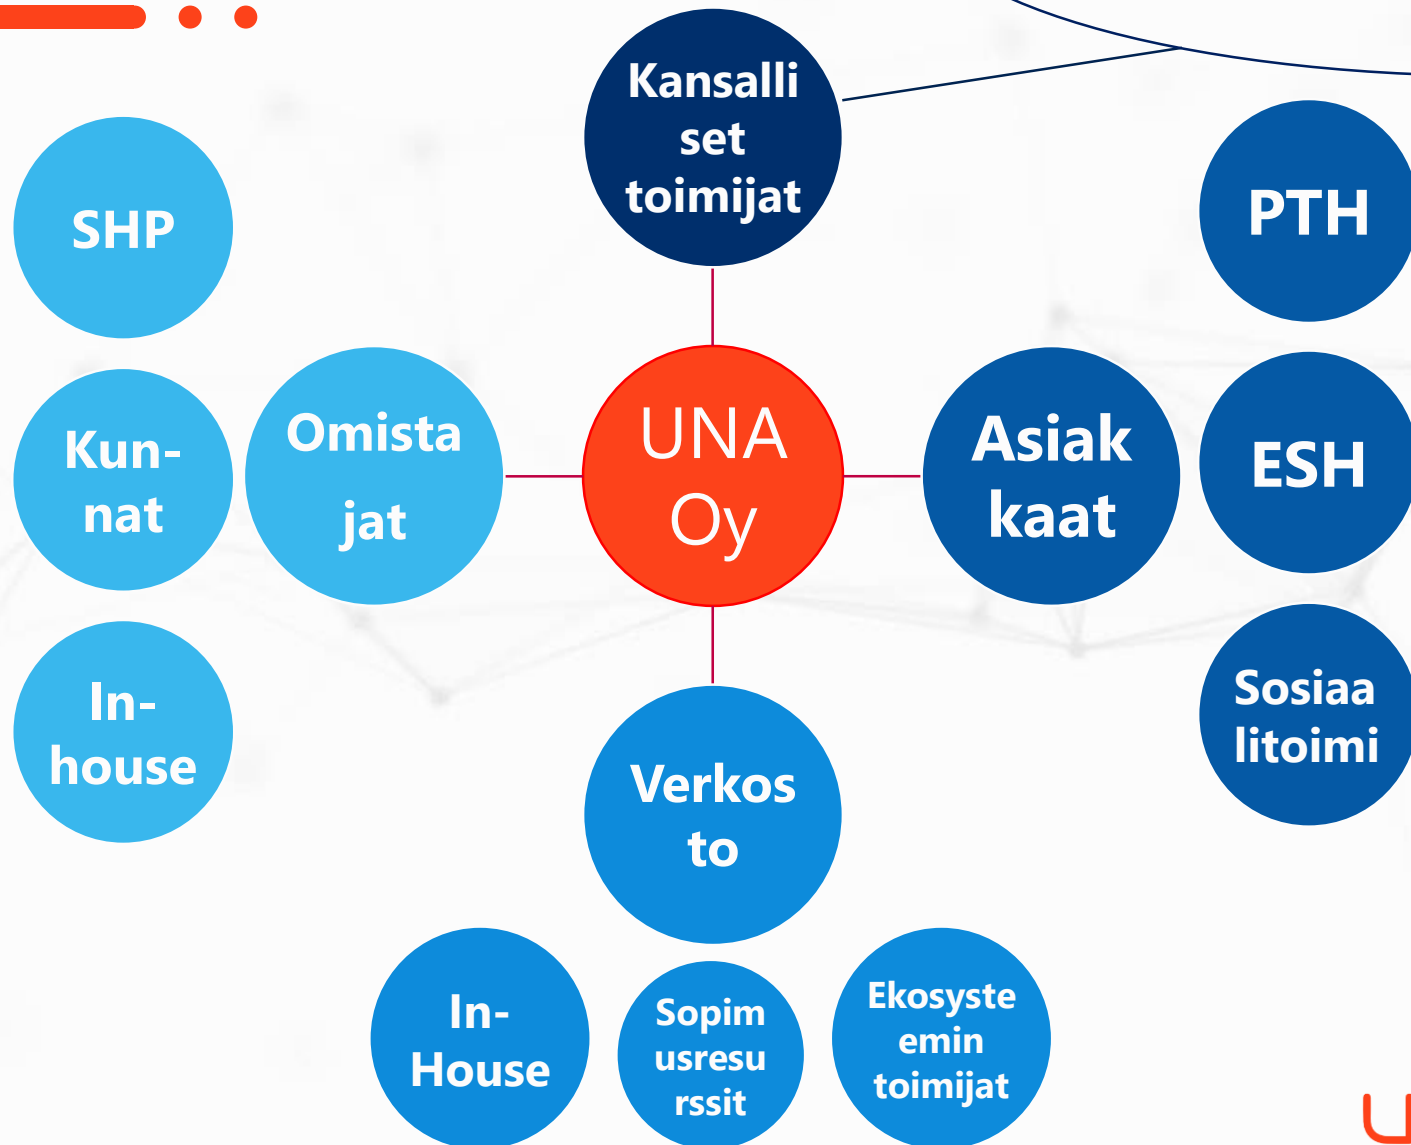 Kansalli
set
toimijat
SHP
Kun-
nat
In-
house
Omista
jat
UNA
Oy
Asiak
kaat
PTH
ESH
Sosiaa
litoimi
Verkos
to
In-
House
Sopim
usresu
rssit
Ekosyste
emin
toimijat